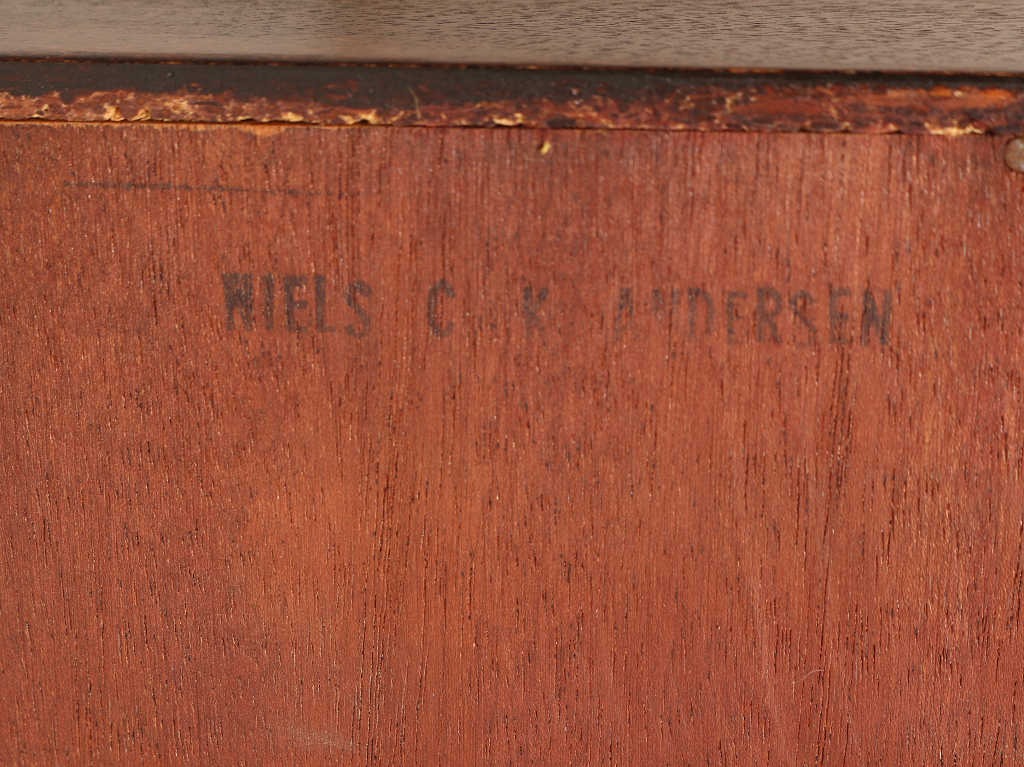 NIELS C. K. ANDERSEN